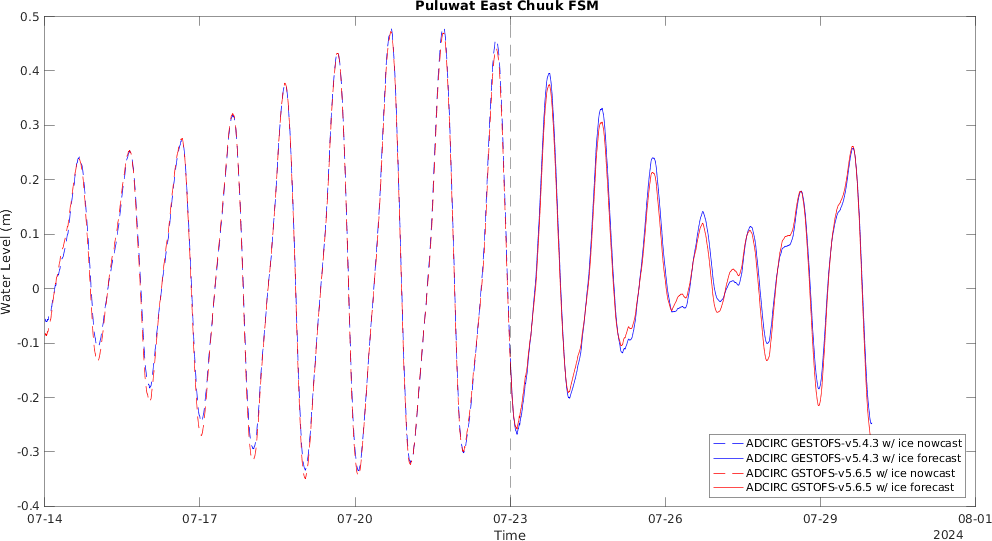 Puluwat East Chuuk FSM
0.5
0.4
0.3
0.2
0.1
0
-0.1
-0.2
-0.3
-0.4
Water Level (m)
ADCIRC GESTOFS-v5.4.3 w/ ice nowcast
ADCIRC GESTOFS-v5.4.3 w/ ice forecast
ADCIRC GSTOFS-v5.6.5 w/ ice nowcast
ADCIRC GSTOFS-v5.6.5 w/ ice forecast
07-14 07-17 07-20 07-23 07-26 07-29 08-01
Time
2024